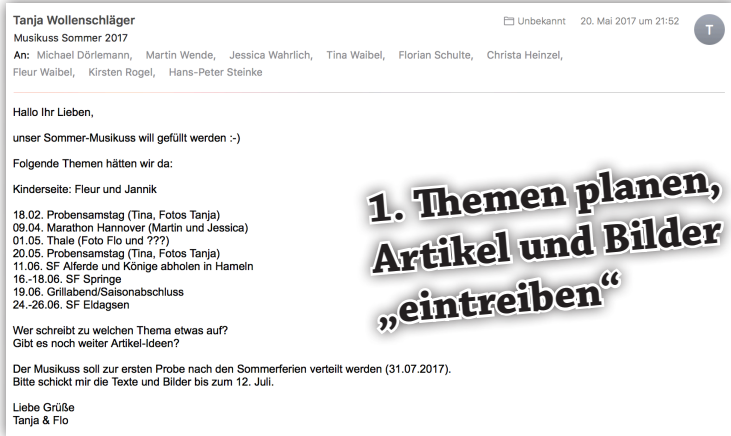 Tanja Wollenschläger
Unbekannt 20. Mai 2017 um 21:52
T
Musikuss Sommer 2017
An: Michael Dörlemann, Martin Wende, Jessica Wahrlich, Tina Waibel, Florian Schulte, Christa Heinzel,
Fleur Waibel, Kirsten Rogel, Hans-Peter Steinke
Hallo Ihr Lieben,
unser Sommer-Musikuss will gefüllt werden :-)
Folgende Themen hätten wir da:
Kinderseite: Fleur und Jannik
18.02. Probensamstag (Tina, Fotos Tanja)
09.04. Marathon Hannover (Martin und Jessica)
01.05. Thale (Foto Flo und ???)
20.05. Probensamstag (Tina, Fotos Tanja)
11.06. SF Alferde und Könige abholen in Hameln
16.-18.06. SF Springe
19.06. Grillabend/Saisonabschluss
24.-26.06. SF Eldagsen
Wer schreibt zu welchen Thema etwas auf?
Gibt es noch weiter Artikel-Ideen?
Der Musikuss soll zur ersten Probe nach den Sommerferien verteilt werden (31.07.2017).
Bitte schickt mir die Texte und Bilder bis zum 12. Juli.
Liebe Grüße
Tanja & Flo
1. Themen planen,
Artikel und Bilder
„eintreiben“